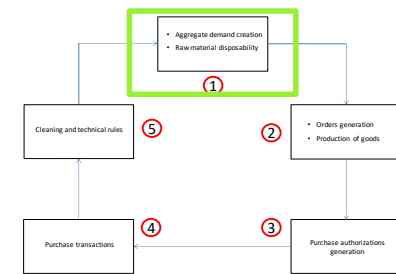 • Aggregate demand creation
• Raw material disposability
1
Cleaning and technical rules
5
2
• Orders generation
• Production of goods
4
3
Purchase transactions
Purchase authorizations
generation